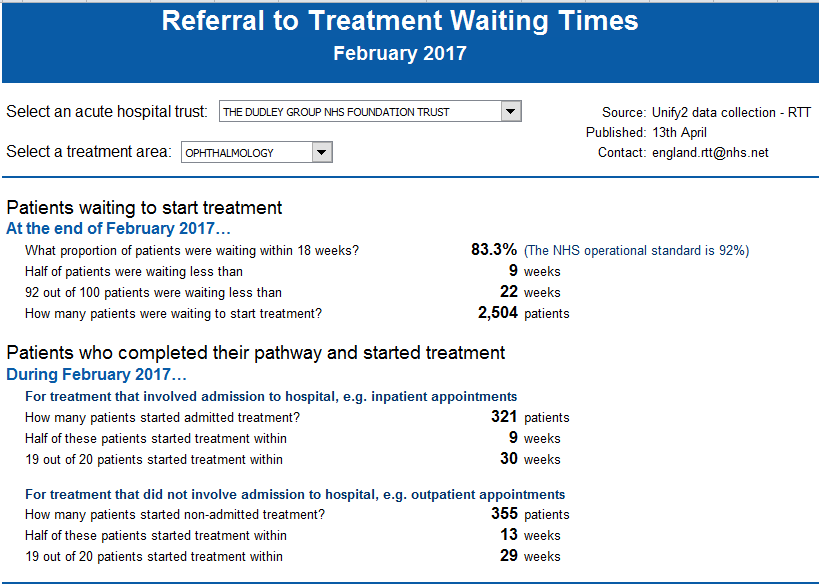 Referral to Treatment Waiting Times
February 2017
Select an acute hospital trust: THE DUDLEY GROUP NHS FOUNDATION TRUST
Source: Unify2 data collection - RTT
Published: 13th April
Select a treatment area: OPHTHALMOLOGY
Contact: england.rtt@nhs.net
Patients waiting to start treatment
At the end of February 2017…
What proportion of patients were waiting within 18 weeks? 83.3% (The NHS operational standard is 92%)
Half of patients were waiting less than 9 weeks
92 out of 100 patients were waiting less than 22 weeks
How many patients were waiting to start treatment? 2,504 patients
Patients who completed their pathway and started treatment
During February 2017…
For treatment that involved admission to hospital, e.g. inpatient appointments
How many patients started admitted treatment? 321 patients
Half of these patients started treatment within 9 weeks
19 out of 20 patients started treatment within 30 weeks
For treatment that did not involve admission to hospital, e.g. outpatient appointments
How many patients started non-admitted treatment? 355 patients
Half of these patients started treatment within 13 weeks
19 out of 20 patients started treatment within 29 weeks